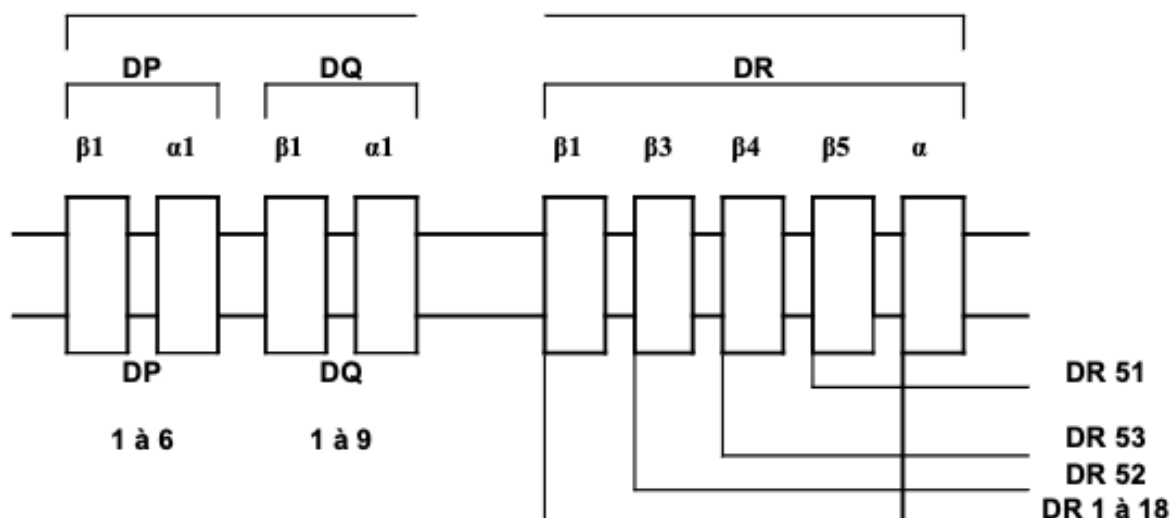 DP DQ DR
β1 α1 β1 α1 β1 β3 β4 β5 α
DP DQ DR 51
1 à 6 1 à 9 DR 53
DR 52
DR 1 à 18